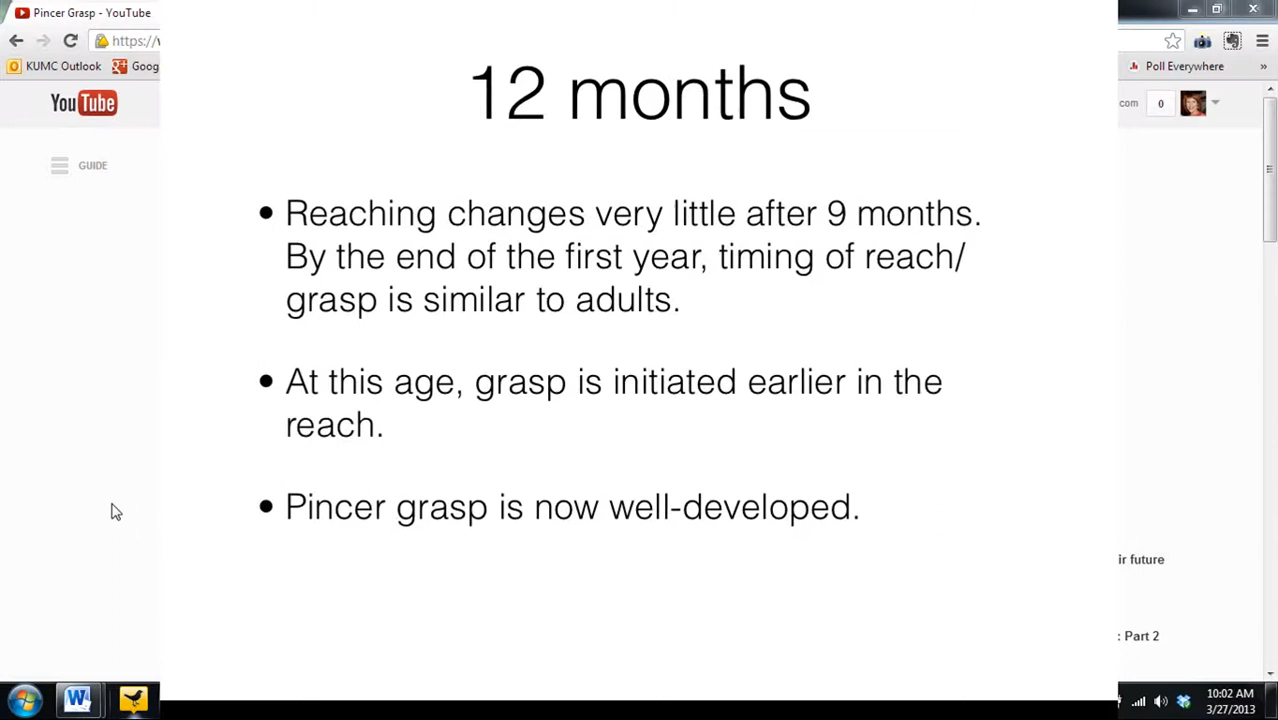 Pincer Grasp - YouTube
https://w
KUMC Outlook
Goog
Poll Everywhere
»
YouTube
com
0
GUIDE
12 months
• Reaching changes very little after 9 months.
By the end of the first year, timing of reach/
grasp is similar to adults.
• At this age, grasp is initiated earlier in the
reach.
• Pincer grasp is now well-developed.
ir future
: Part 2
10:02 AM
3/27/2013